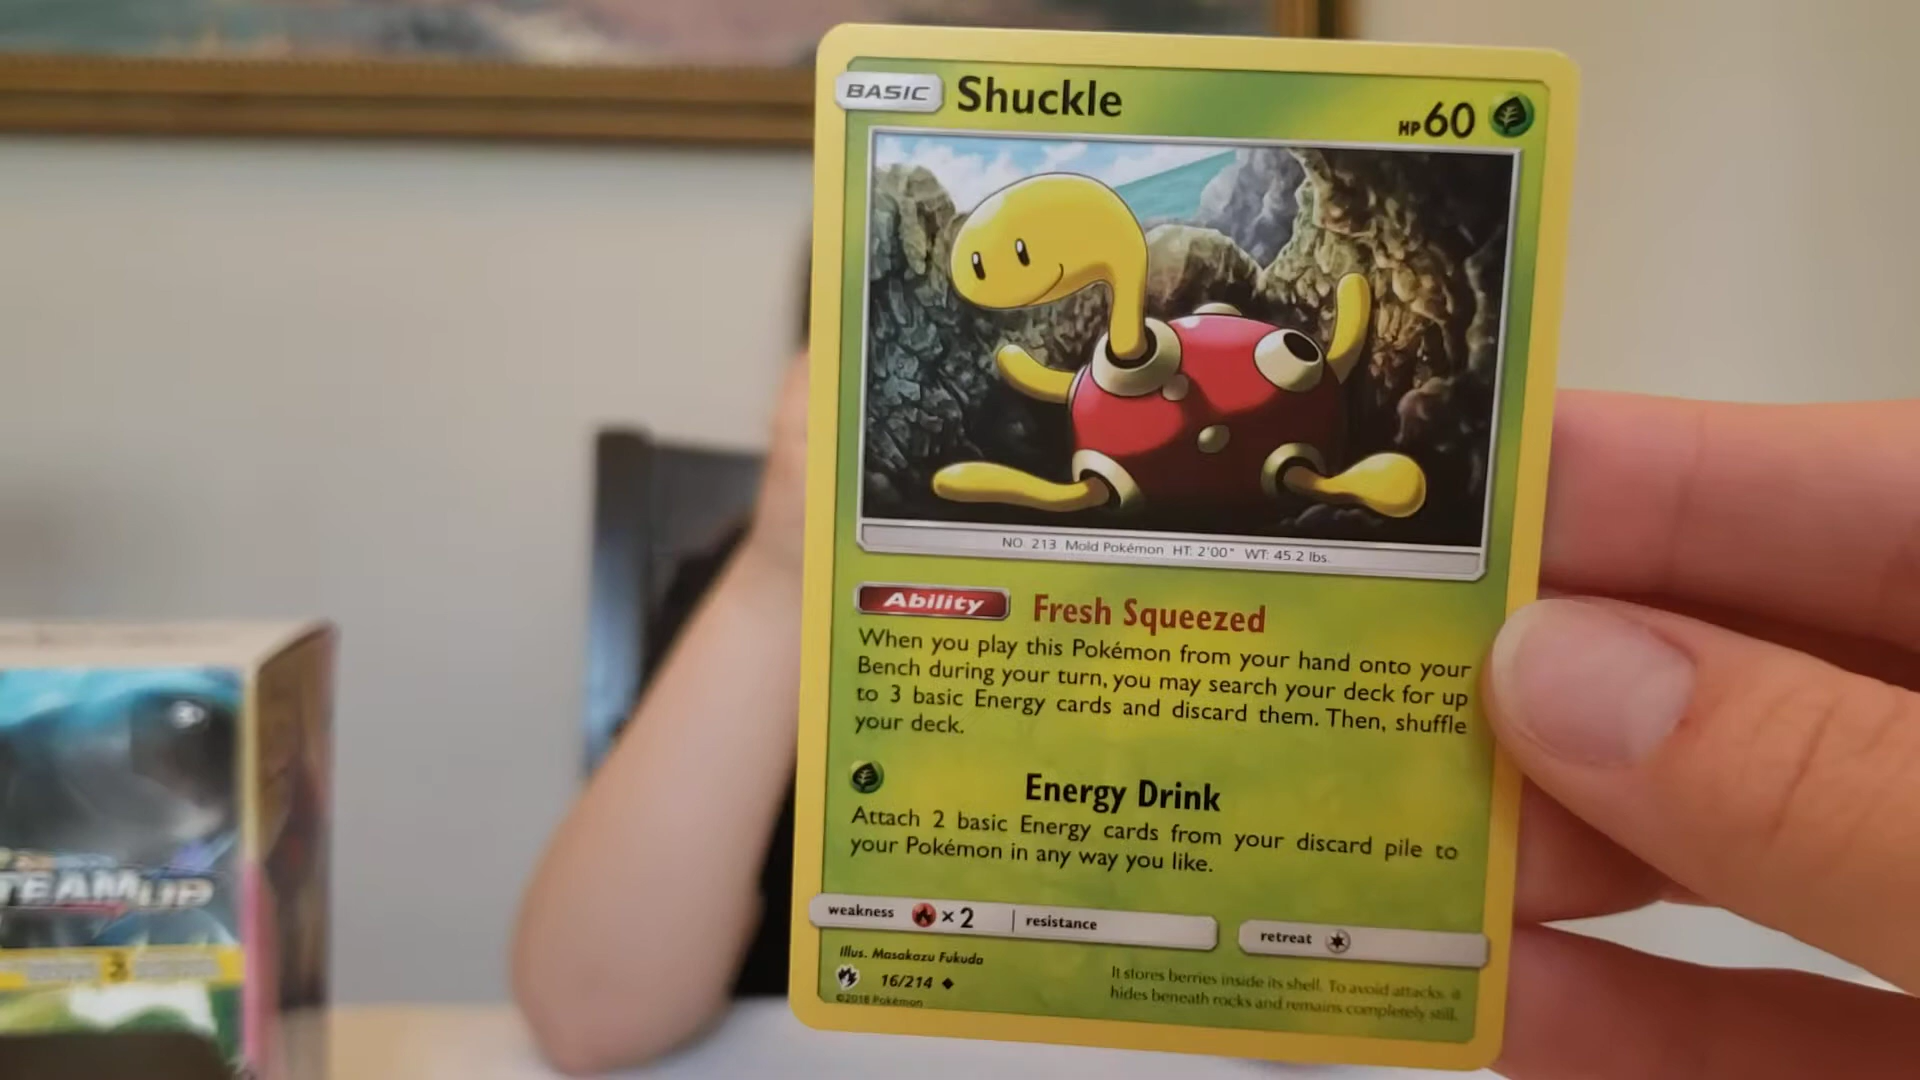 BASIC Shuckle HP 60
NO. 213 Mold Pokémon HT: 2'00" WT: 45.2 lbs.
Ability Fresh Squeezed
When you play this Pokémon from your hand onto your
Bench during your turn, you may search your deck for up
to 3 basic Energy cards and discard them. Then, shuffle
your deck.
Energy Drink
Attach 2 basic Energy cards from your discard pile to
your Pokémon in any way you like.
weakness ×2 resistance retreat
Illus. Masakazu Fukuda
16/214
©2018 Pokémon
It stores berries inside its shell. To avoid attacks, it
hides beneath rocks and remains completely still.
TEAM UP
3